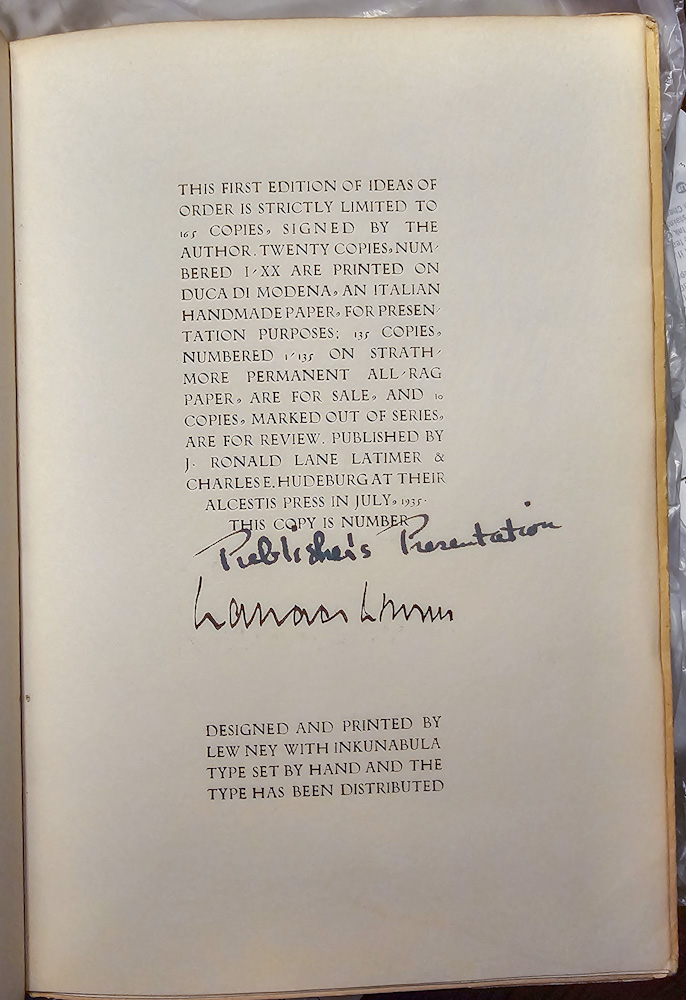 THIS FIRST EDITION OF IDEAS OF
ORDER IS STRICTLY LIMITED TO
165 COPIES, SIGNED BY THE
AUTHOR. TWENTY COPIES, NUM-
BERED I-XX ARE PRINTED ON
DUCA DI MODENA, AN ITALIAN
HANDMADE PAPER, FOR PRESEN-
TATION PURPOSES; 135 COPIES,
NUMBERED 1-135 ON STRATH-
MORE PERMANENT ALL-RAG
PAPER, ARE FOR SALE, AND 10
COPIES, MARKED OUT OF SERIES,
ARE FOR REVIEW. PUBLISHED BY
J. RONALD LANE LATIMER &
CHARLES E. HUDEBURG AT THEIR
ALCESTIS PRESS IN JULY, 1935.
THIS COPY IS NUMBER
Publisher's Presentation
DESIGNED AND PRINTED BY
LEW NEY WITH INKUNABULA
TYPE SET BY HAND AND THE
TYPE HAS BEEN DISTRIBUTED